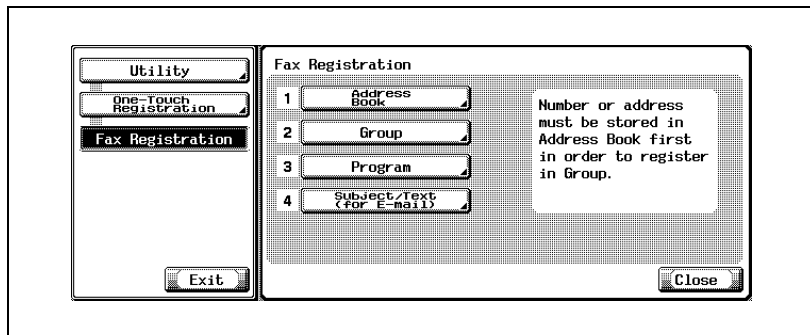 Utility
One-Touch
Registration
Fax Registration
Exit
Fax Registration
1 Address
Book
2 Group
3 Program
4 Subject/Text
(for E-mail)
Number or address
must be stored in
Address Book first
in order to register
in Group.
Close